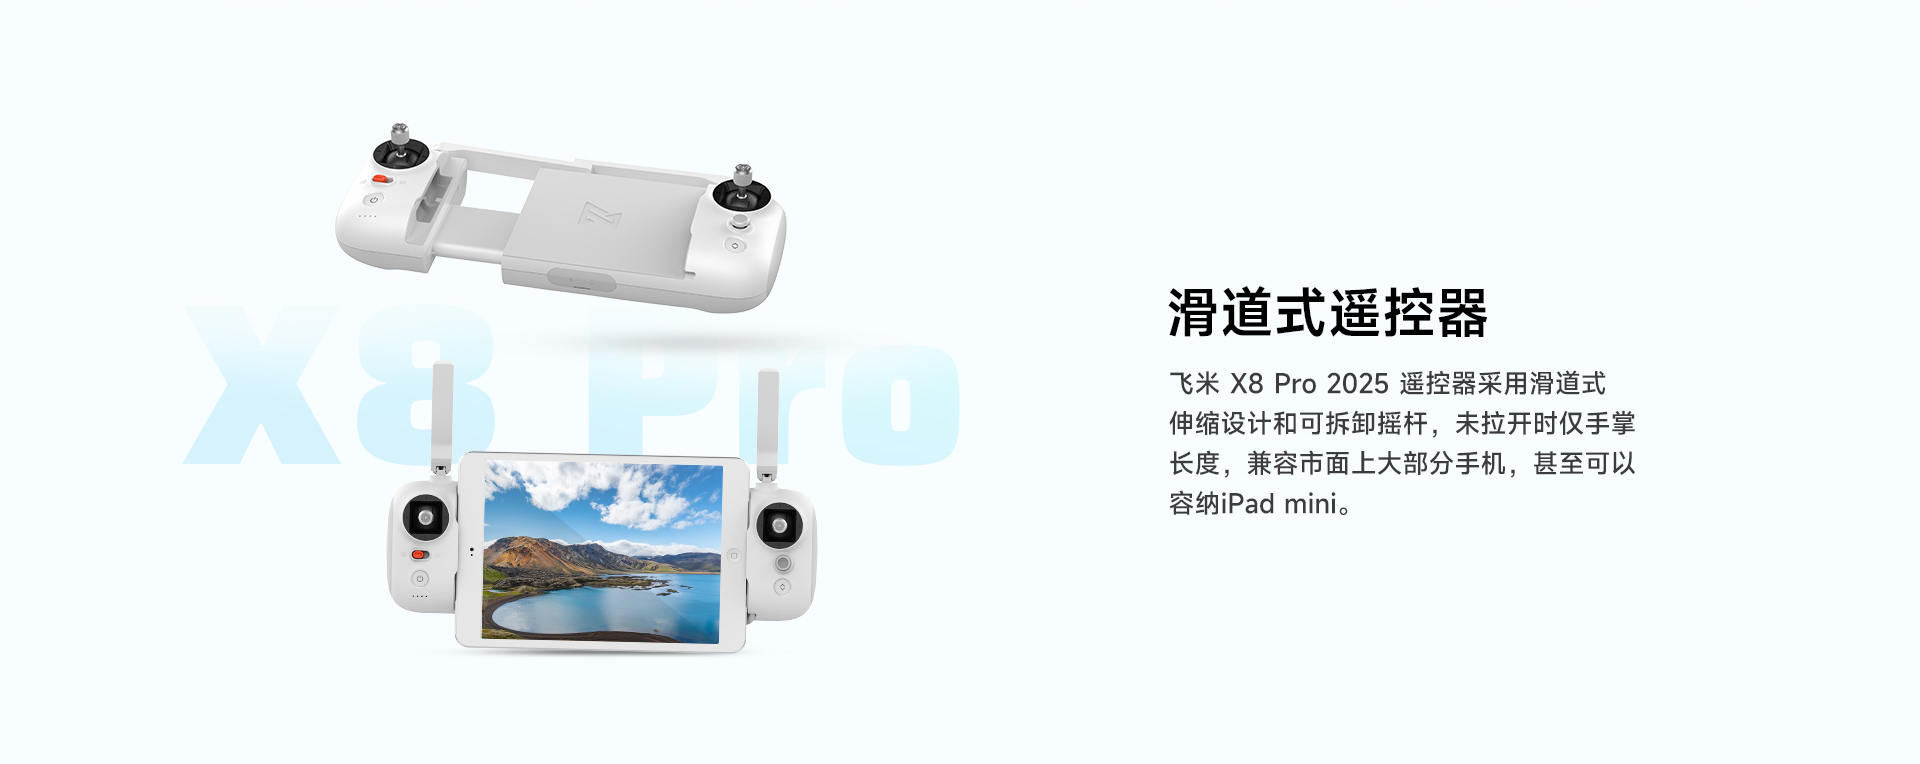 X8 Pro
滑道式遥控器
飞米 X8 Pro 2025 遥控器采用滑道式
伸缩设计和可拆卸摇杆，未拉开时仅手掌
长度，兼容市面上大部分手机，甚至可以
容纳iPad mini。